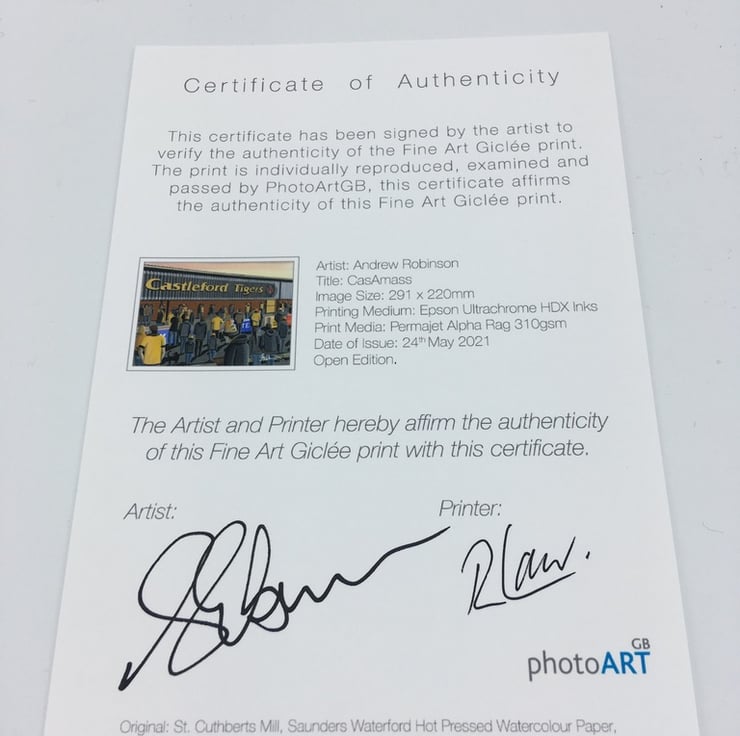 Certificate of Authenticity
This certificate has been signed by the artist to
verify the authenticity of the Fine Art Giclée print.
The print is individually reproduced, examined and
passed by PhotoArtGB, this certificate affirms
the authenticity of this Fine Art Giclée print.
Castleford Tigers
Artist: Andrew Robinson
Title: CasAmass
Image Size: 291 x 220mm
Printing Medium: Epson Ultrachrome HDX Inks
Print Media: Permajet Alpha Rag 310gsm
Date of Issue: 24th May 2021
Open Edition.
The Artist and Printer hereby affirm the authenticity
of this Fine Art Giclée print with this certificate.
Artist:
Printer:
R Law.
GB
photoART
Original: St. Cuthberts Mill, Saunders Waterford Hot Pressed Watercolour Paper,